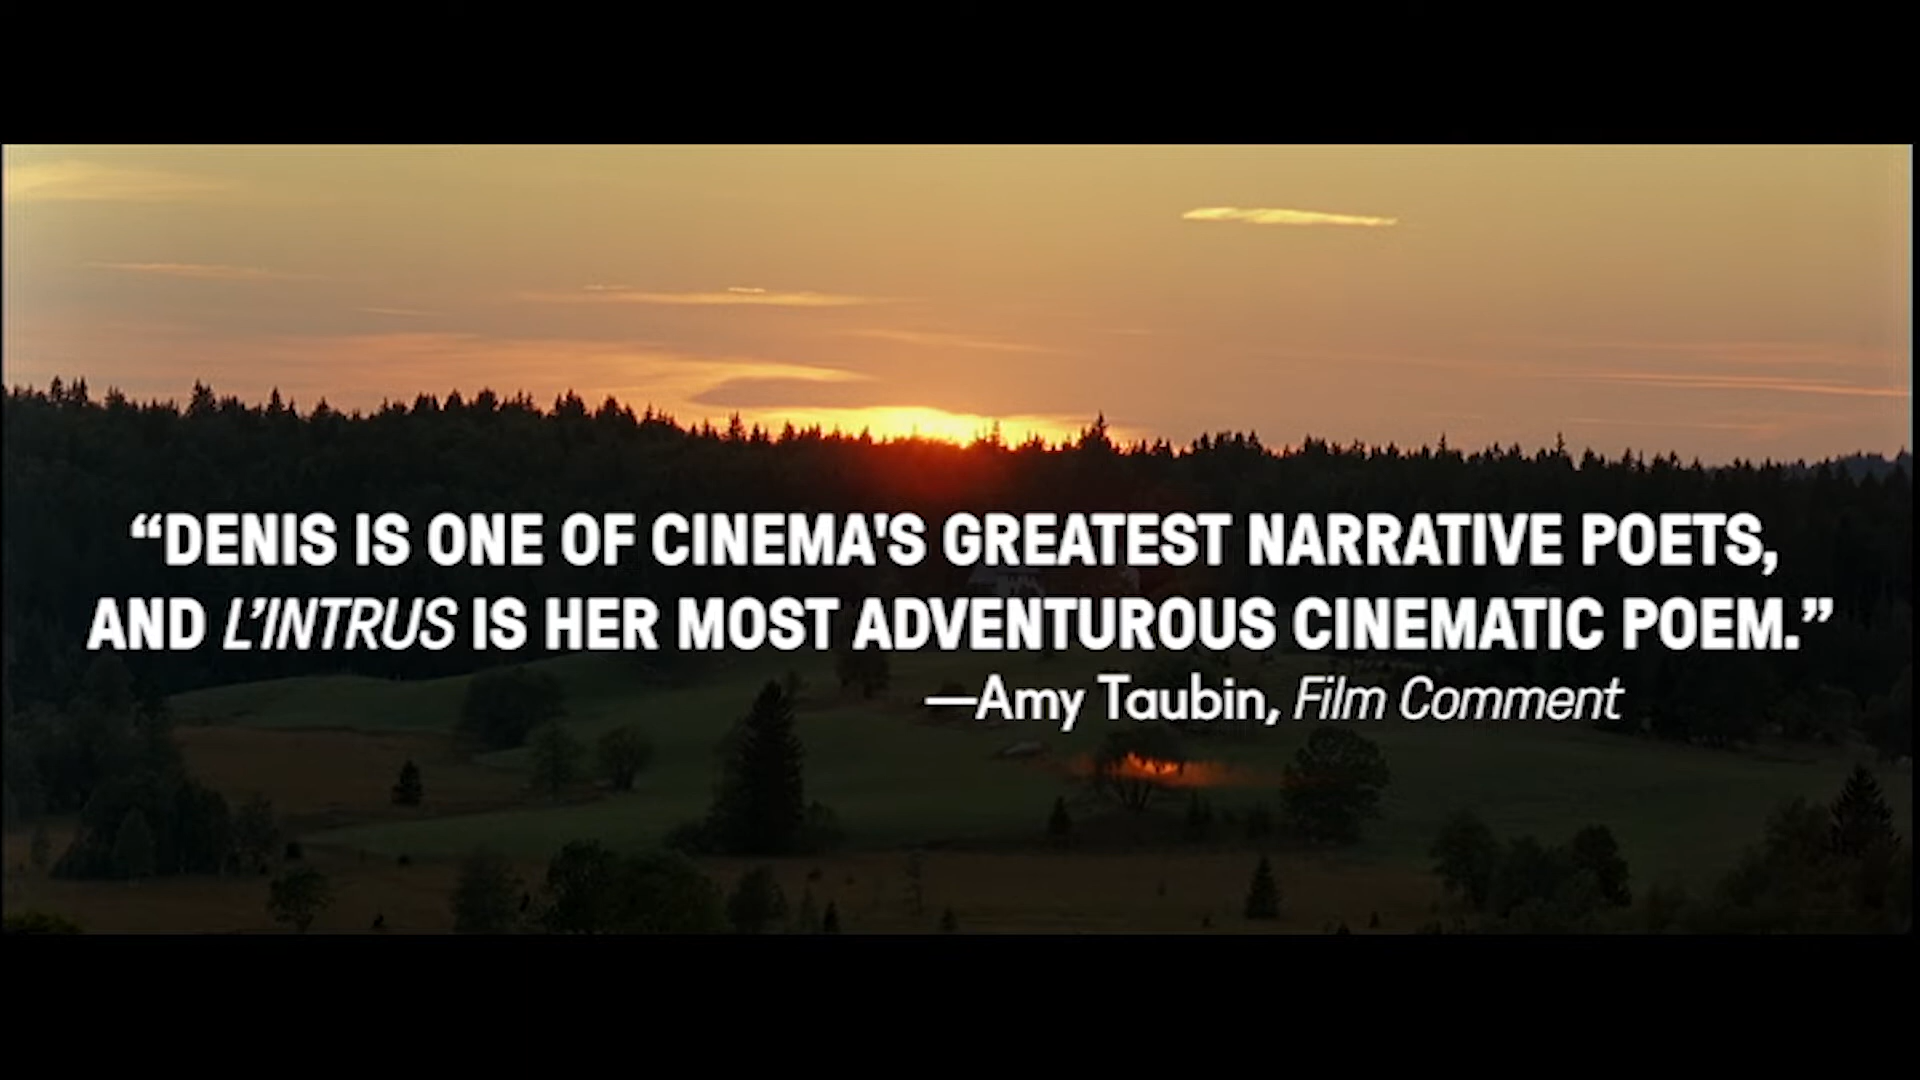 “DENIS IS ONE OF CINEMA'S GREATEST NARRATIVE POETS,
AND L’INTRUS IS HER MOST ADVENTUROUS CINEMATIC POEM.”
—Amy Taubin, Film Comment